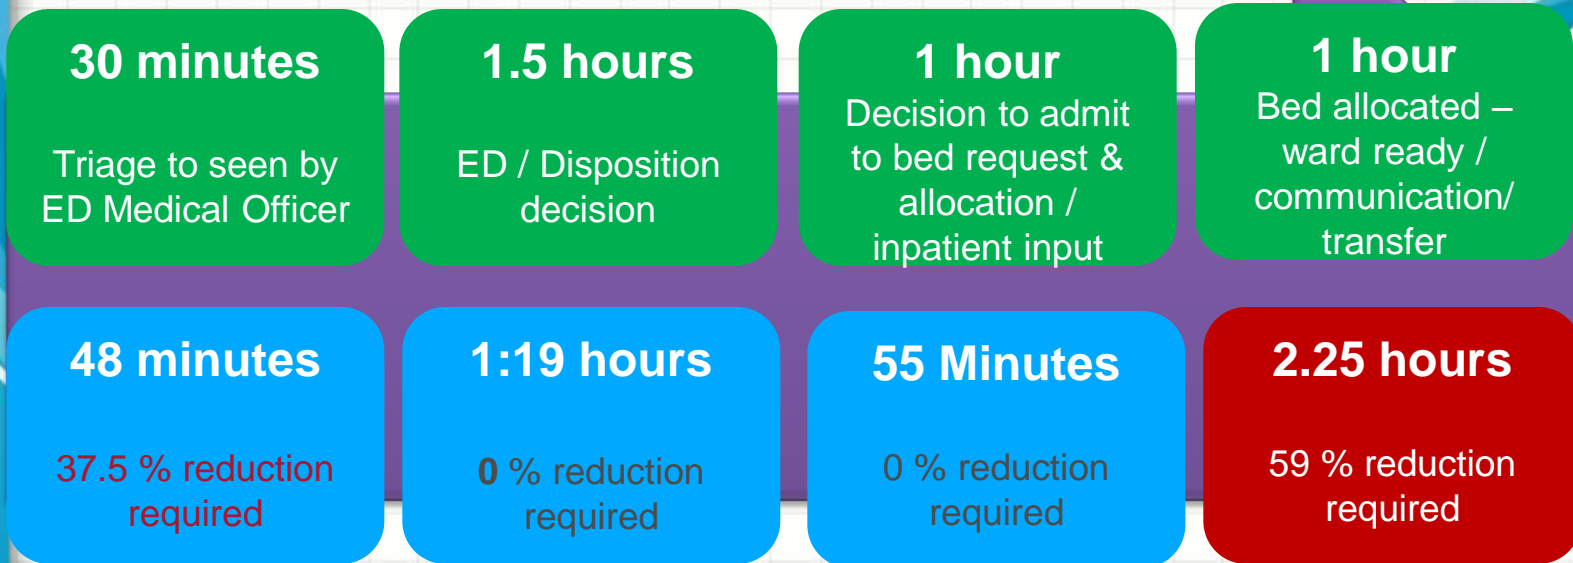 30 minutes
Triage to seen by
ED Medical Officer
1.5 hours
ED / Disposition
decision
1 hour
Decision to admit
to bed request &
allocation /
inpatient input
1 hour
Bed allocated –
ward ready /
communication/
transfer
48 minutes
37.5 % reduction
required
1:19 hours
0 % reduction
required
55 Minutes
0 % reduction
required
2.25 hours
59 % reduction
required